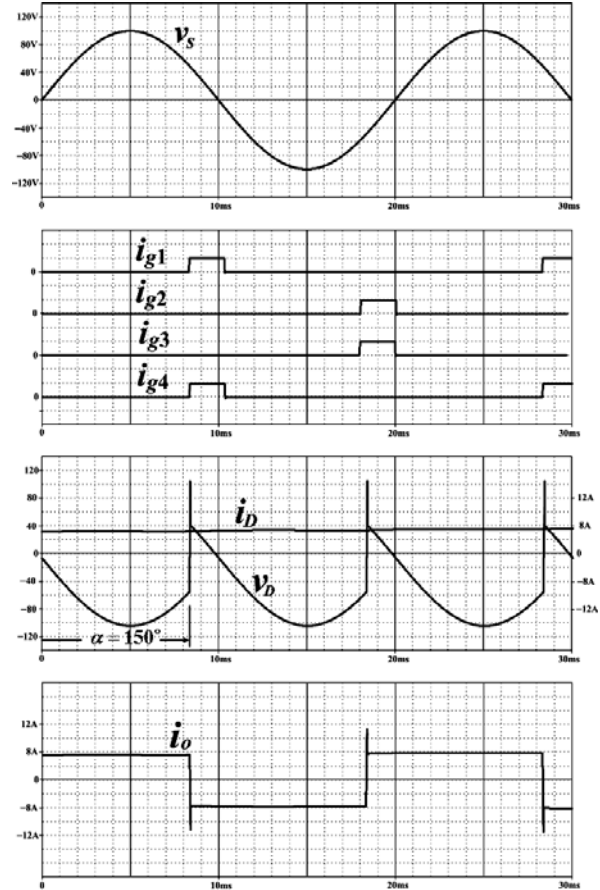 120V
v_S
80V
40
0
−40V
−80V
−120V
0 10ms 20ms 30ms
i_g1
0
i_g2
0
i_g3
0
i_g4
0
0 10ms 20ms 30ms
120
80 12A
i_D
40 8A
0 0
v_D
−40 −8A
−80 −12A
−120
α = 150°
0 10ms 20ms 30ms
12A
i_o
8A
0
−8A
−12A
0 10ms 20ms 30ms